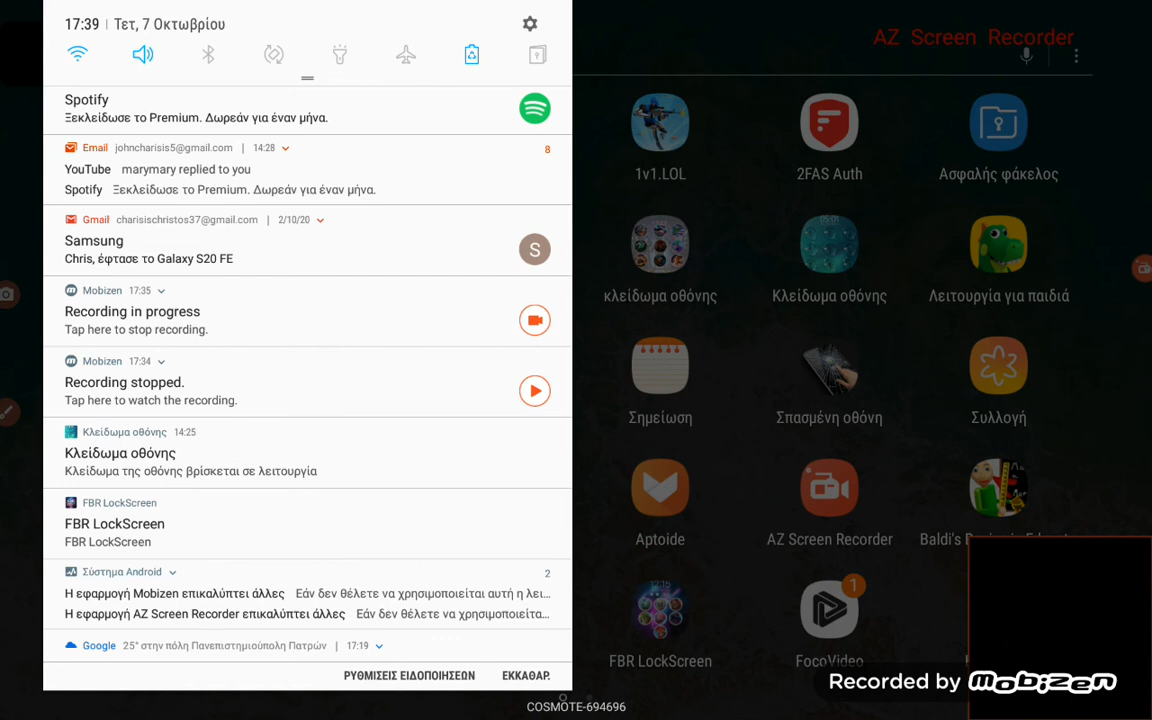 17:39 | Τετ, 7 Οκτωβρίου
AZ Screen Recorder
Spotify
Ξεκλείδωσε το Premium. Δωρεάν για έναν μήνα.
Email johncharisis5@gmail.com | 14:28
8
YouTube marymary replied to you
Spotify Ξεκλείδωσε το Premium. Δωρεάν για έναν μήνα.
Gmail charisischristos37@gmail.com | 2/10/20
Samsung
Chris, έφτασε το Galaxy S20 FE
S
Mobizen 17:35
Recording in progress
Tap here to stop recording.
Mobizen 17:34
Recording stopped.
Tap here to watch the recording.
Κλείδωμα οθόνης 14:25
Κλείδωμα οθόνης
Κλείδωμα της οθόνης βρίσκεται σε λειτουργία
FBR LockScreen
FBR LockScreen
FBR LockScreen
Σύστημα Android
2
Η εφαρμογή Mobizen επικαλύπτει άλλες Εάν δεν θέλετε να χρησιμοποιείται αυτή η λει...
Η εφαρμογή AZ Screen Recorder επικαλύπτει άλλες Εάν δεν θέλετε να χρησιμοποιείτα...
Google 25° στην πόλη Πανεπιστημιούπολη Πατρών | 17:19
ΡΥΘΜΙΣΕΙΣ ΕΙΔΟΠΟΙΗΣΕΩΝ ΕΚΚΑΘΑΡ.
COSMOTE-694696
1v1.LOL
2FAS Auth
Ασφαλής φάκελος
05:01
κλείδωμα οθόνης
Κλείδωμα οθόνης
Λειτουργία για παιδιά
Σημείωση
Σπασμένη οθόνη
Συλλογή
Aptoide
AZ Screen Recorder
Baldi's
12:15
1
FBR LockScreen
FocoVideo
Recorded by mobizen